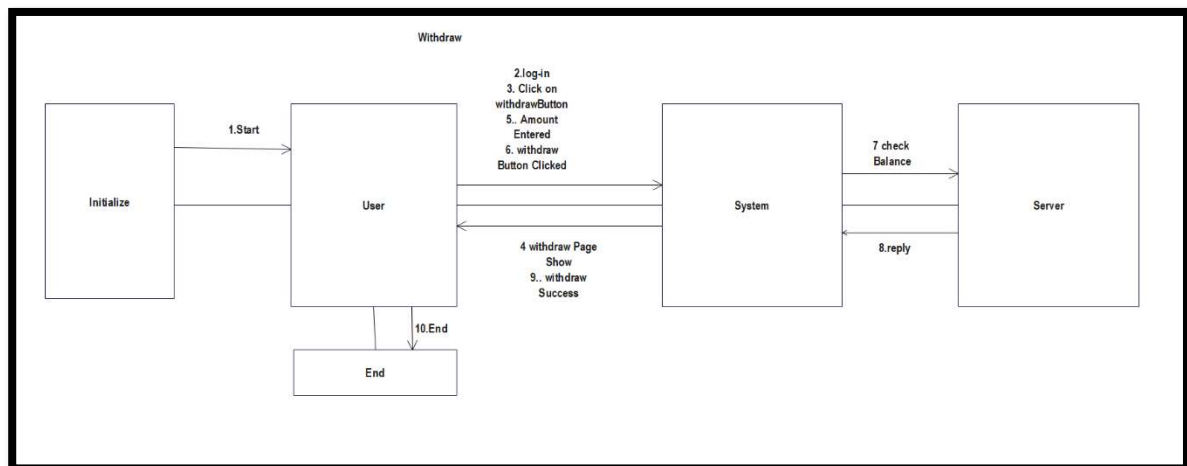 Withdraw
2.log-in
3. Click on
withdrawButton
5.. Amount
Entered
6. withdraw
Button Clicked
1.Start
7 check
Balance
Initialize
User
System
Server
4 withdraw Page
Show
9.. withdraw
Success
8.reply
10.End
End